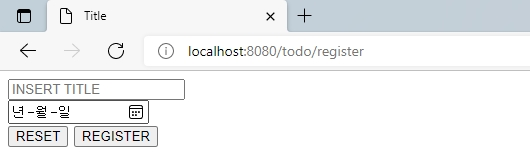 Title
localhost:8080/todo/register
INSERT TITLE
년-월-일
RESET REGISTER